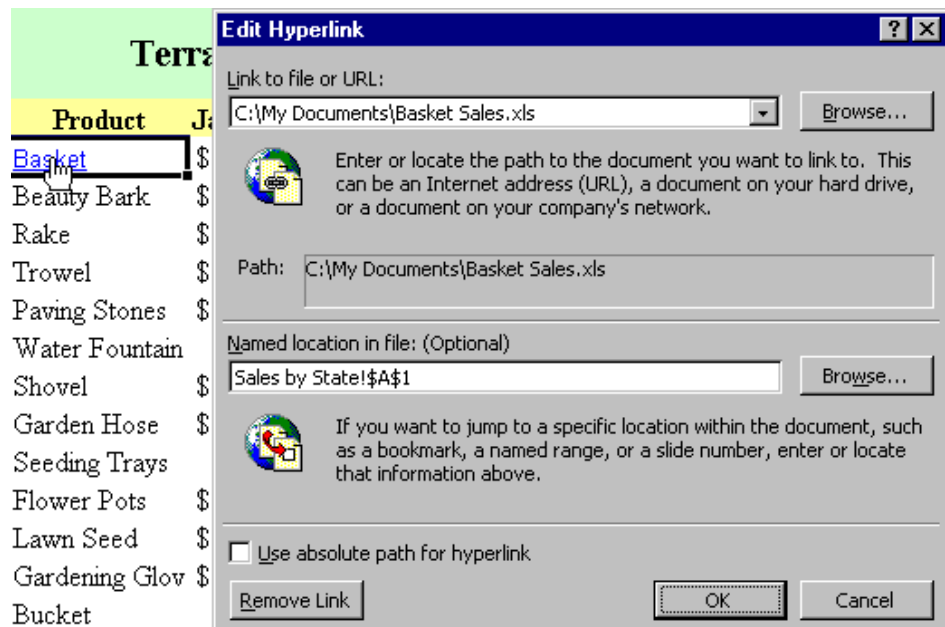 Terra
Product Ja
Basket $
Beauty Bark $
Rake $
Trowel $
Paving Stones $
Water Fountain
Shovel $
Garden Hose $
Seeding Trays
Flower Pots $
Lawn Seed $
Gardening Glov $
Bucket
Edit Hyperlink
Link to file or URL:
C:\My Documents\Basket Sales.xls
Browse...
Enter or locate the path to the document you want to link to. This
can be an Internet address (URL), a document on your hard drive,
or a document on your company's network.
Path: C:\My Documents\Basket Sales.xls
Named location in file: (Optional)
Sales by State!$A$1
Browse...
If you want to jump to a specific location within the document, such
as a bookmark, a named range, or a slide number, enter or locate
that information above.
Use absolute path for hyperlink
Remove Link
OK
Cancel